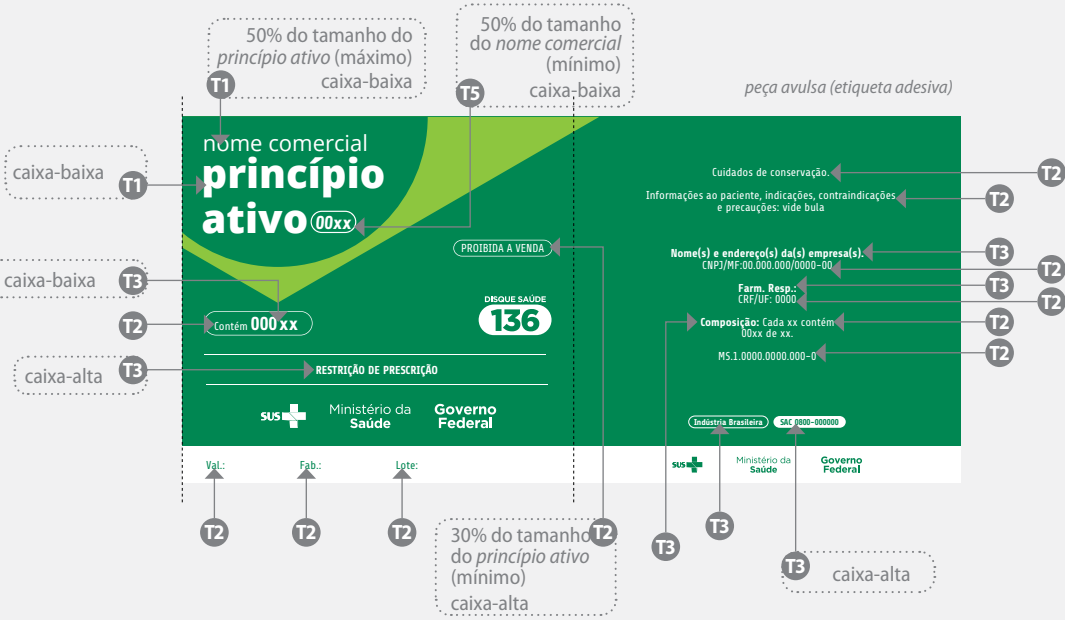 50% do tamanho do
princípio ativo (máximo)
caixa-baixa
T1
50% do tamanho
do nome comercial
(mínimo)
caixa-baixa
T5
peça avulsa (etiqueta adesiva)
caixa-baixa
T1
nome comercial
princípio
ativo 00xx
PROIBIDA A VENDA
T2
caixa-baixa
T3
T2
Contém 000 xx
DISQUE SAÚDE
136
caixa-alta
T3
RESTRIÇÃO DE PRESCRIÇÃO
SUS
Ministério da
Saúde
Governo
Federal
Val.:
Fab.:
Lote:
T2
T2
T2
30% do tamanho
do princípio ativo
(mínimo)
caixa-alta
Cuidados de conservação.
T2
Informações ao paciente, indicações, contraindicações
e precauções: vide bula
T2
Nome(s) e endereço(s) da(s) empresa(s).
T3
CNPJ/MF:00.000.000/0000-00
T2
Farm. Resp.:
T3
CRF/UF: 0000
T2
Composição: Cada xx contém
00xx de xx.
T2
T3
MS.1.0000.0000.000-0
T2
Indústria Brasileira
SAC 0800-000000
SUS
Ministério da
Saúde
Governo
Federal
T3
T3
caixa-alta